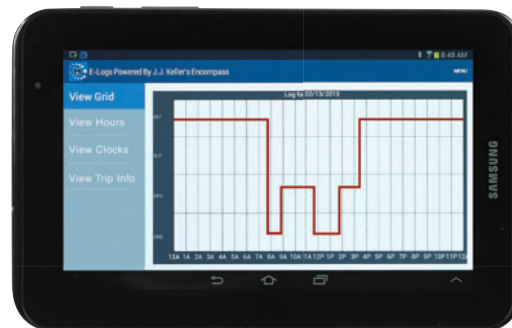 8:48 AM
E-Logs Powered By J.J. Keller's Encompass
MENU
View Grid
Log for 02/15/2013
OFF
View Hours
SLP
View Clocks
View Trip Info
DRV
OND
12A 1A 2A 3A 4A 5A 6A 7A 8A 9A 10A 11A 12P 1P 2P 3P 4P 5P 6P 7P 8P 9P 10P 11P 12A
SAMSUNG